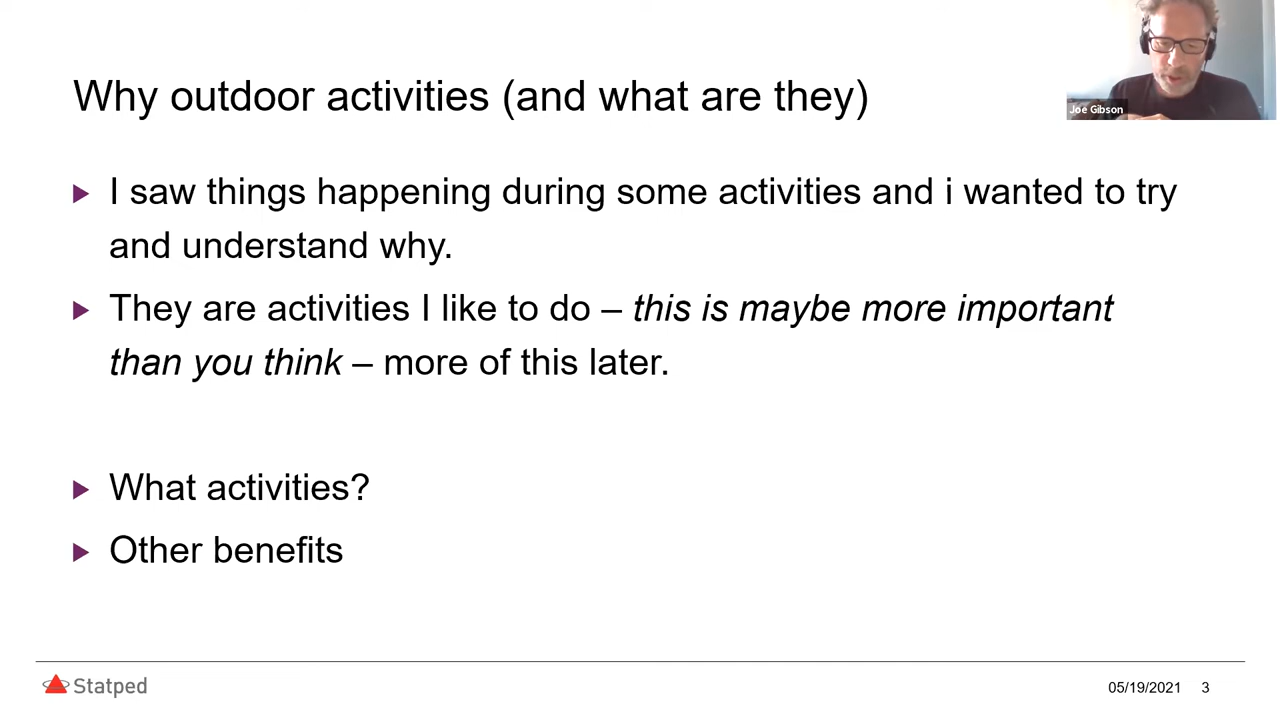 Joe Gibson
Why outdoor activities (and what are they)
I saw things happening during some activities and i wanted to try
and understand why.
They are activities I like to do – this is maybe more important
than you think – more of this later.
What activities?
Other benefits
Statped
05/19/2021 3